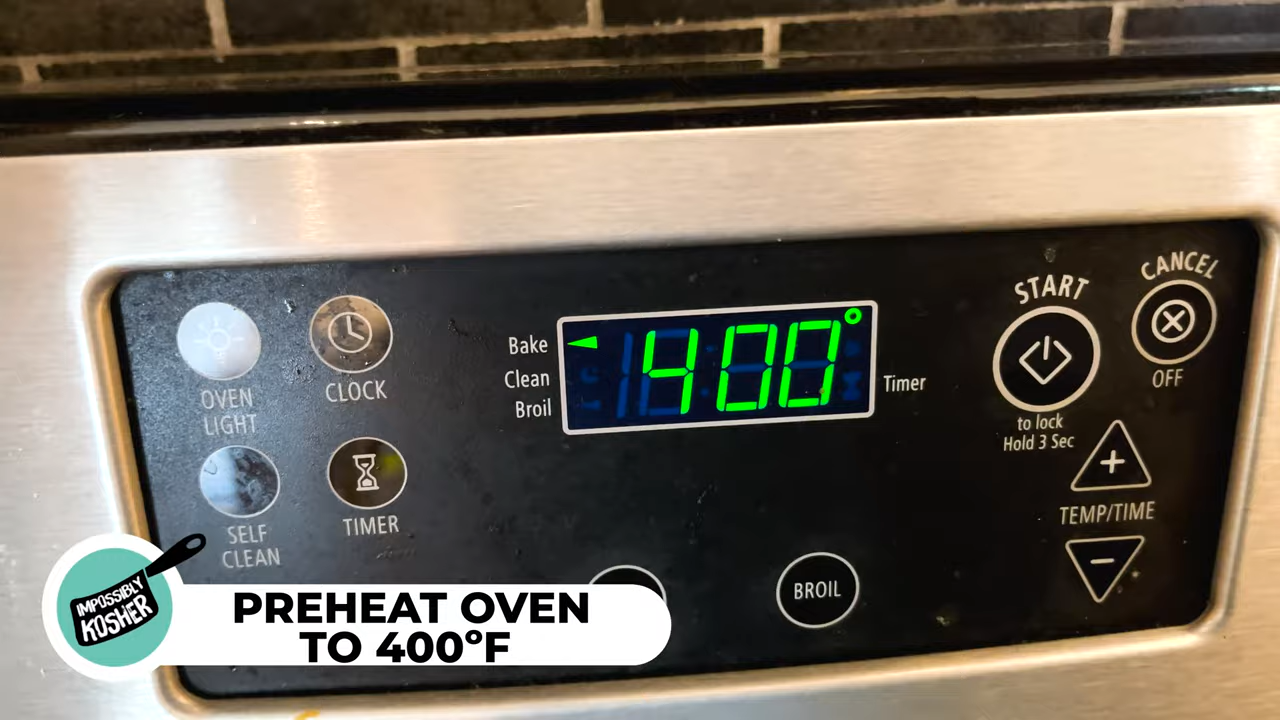 OVEN
LIGHT
CLOCK
SELF
CLEAN
TIMER
Bake
Clean
Broil
400°
Timer
START
to lock
Hold 3 Sec
CANCEL
OFF
TEMP/TIME
BROIL
IMPOSSIBLY
KOSHER
PREHEAT OVEN
TO 400°F